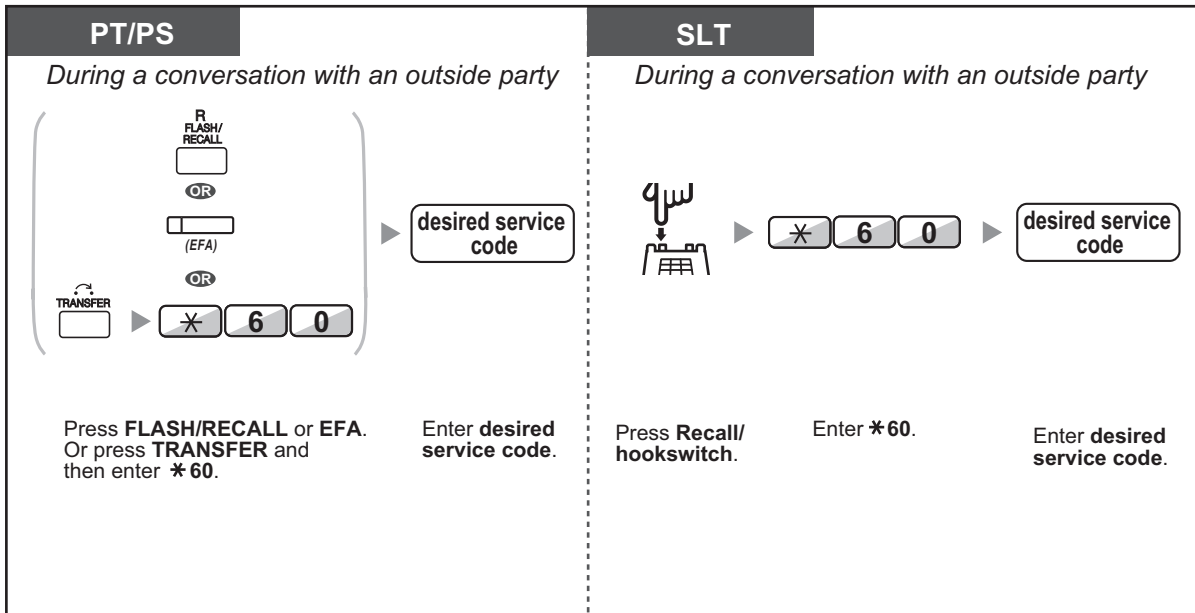 PT/PS
During a conversation with an outside party
R
FLASH/
RECALL
OR
(EFA)
OR
TRANSFER
* 6 0
desired service
code
Press FLASH/RECALL or EFA.
Or press TRANSFER and
then enter *60.
Enter desired
service code.
SLT
During a conversation with an outside party
* 6 0
desired service
code
Press Recall/
hookswitch.
Enter *60.
Enter desired
service code.